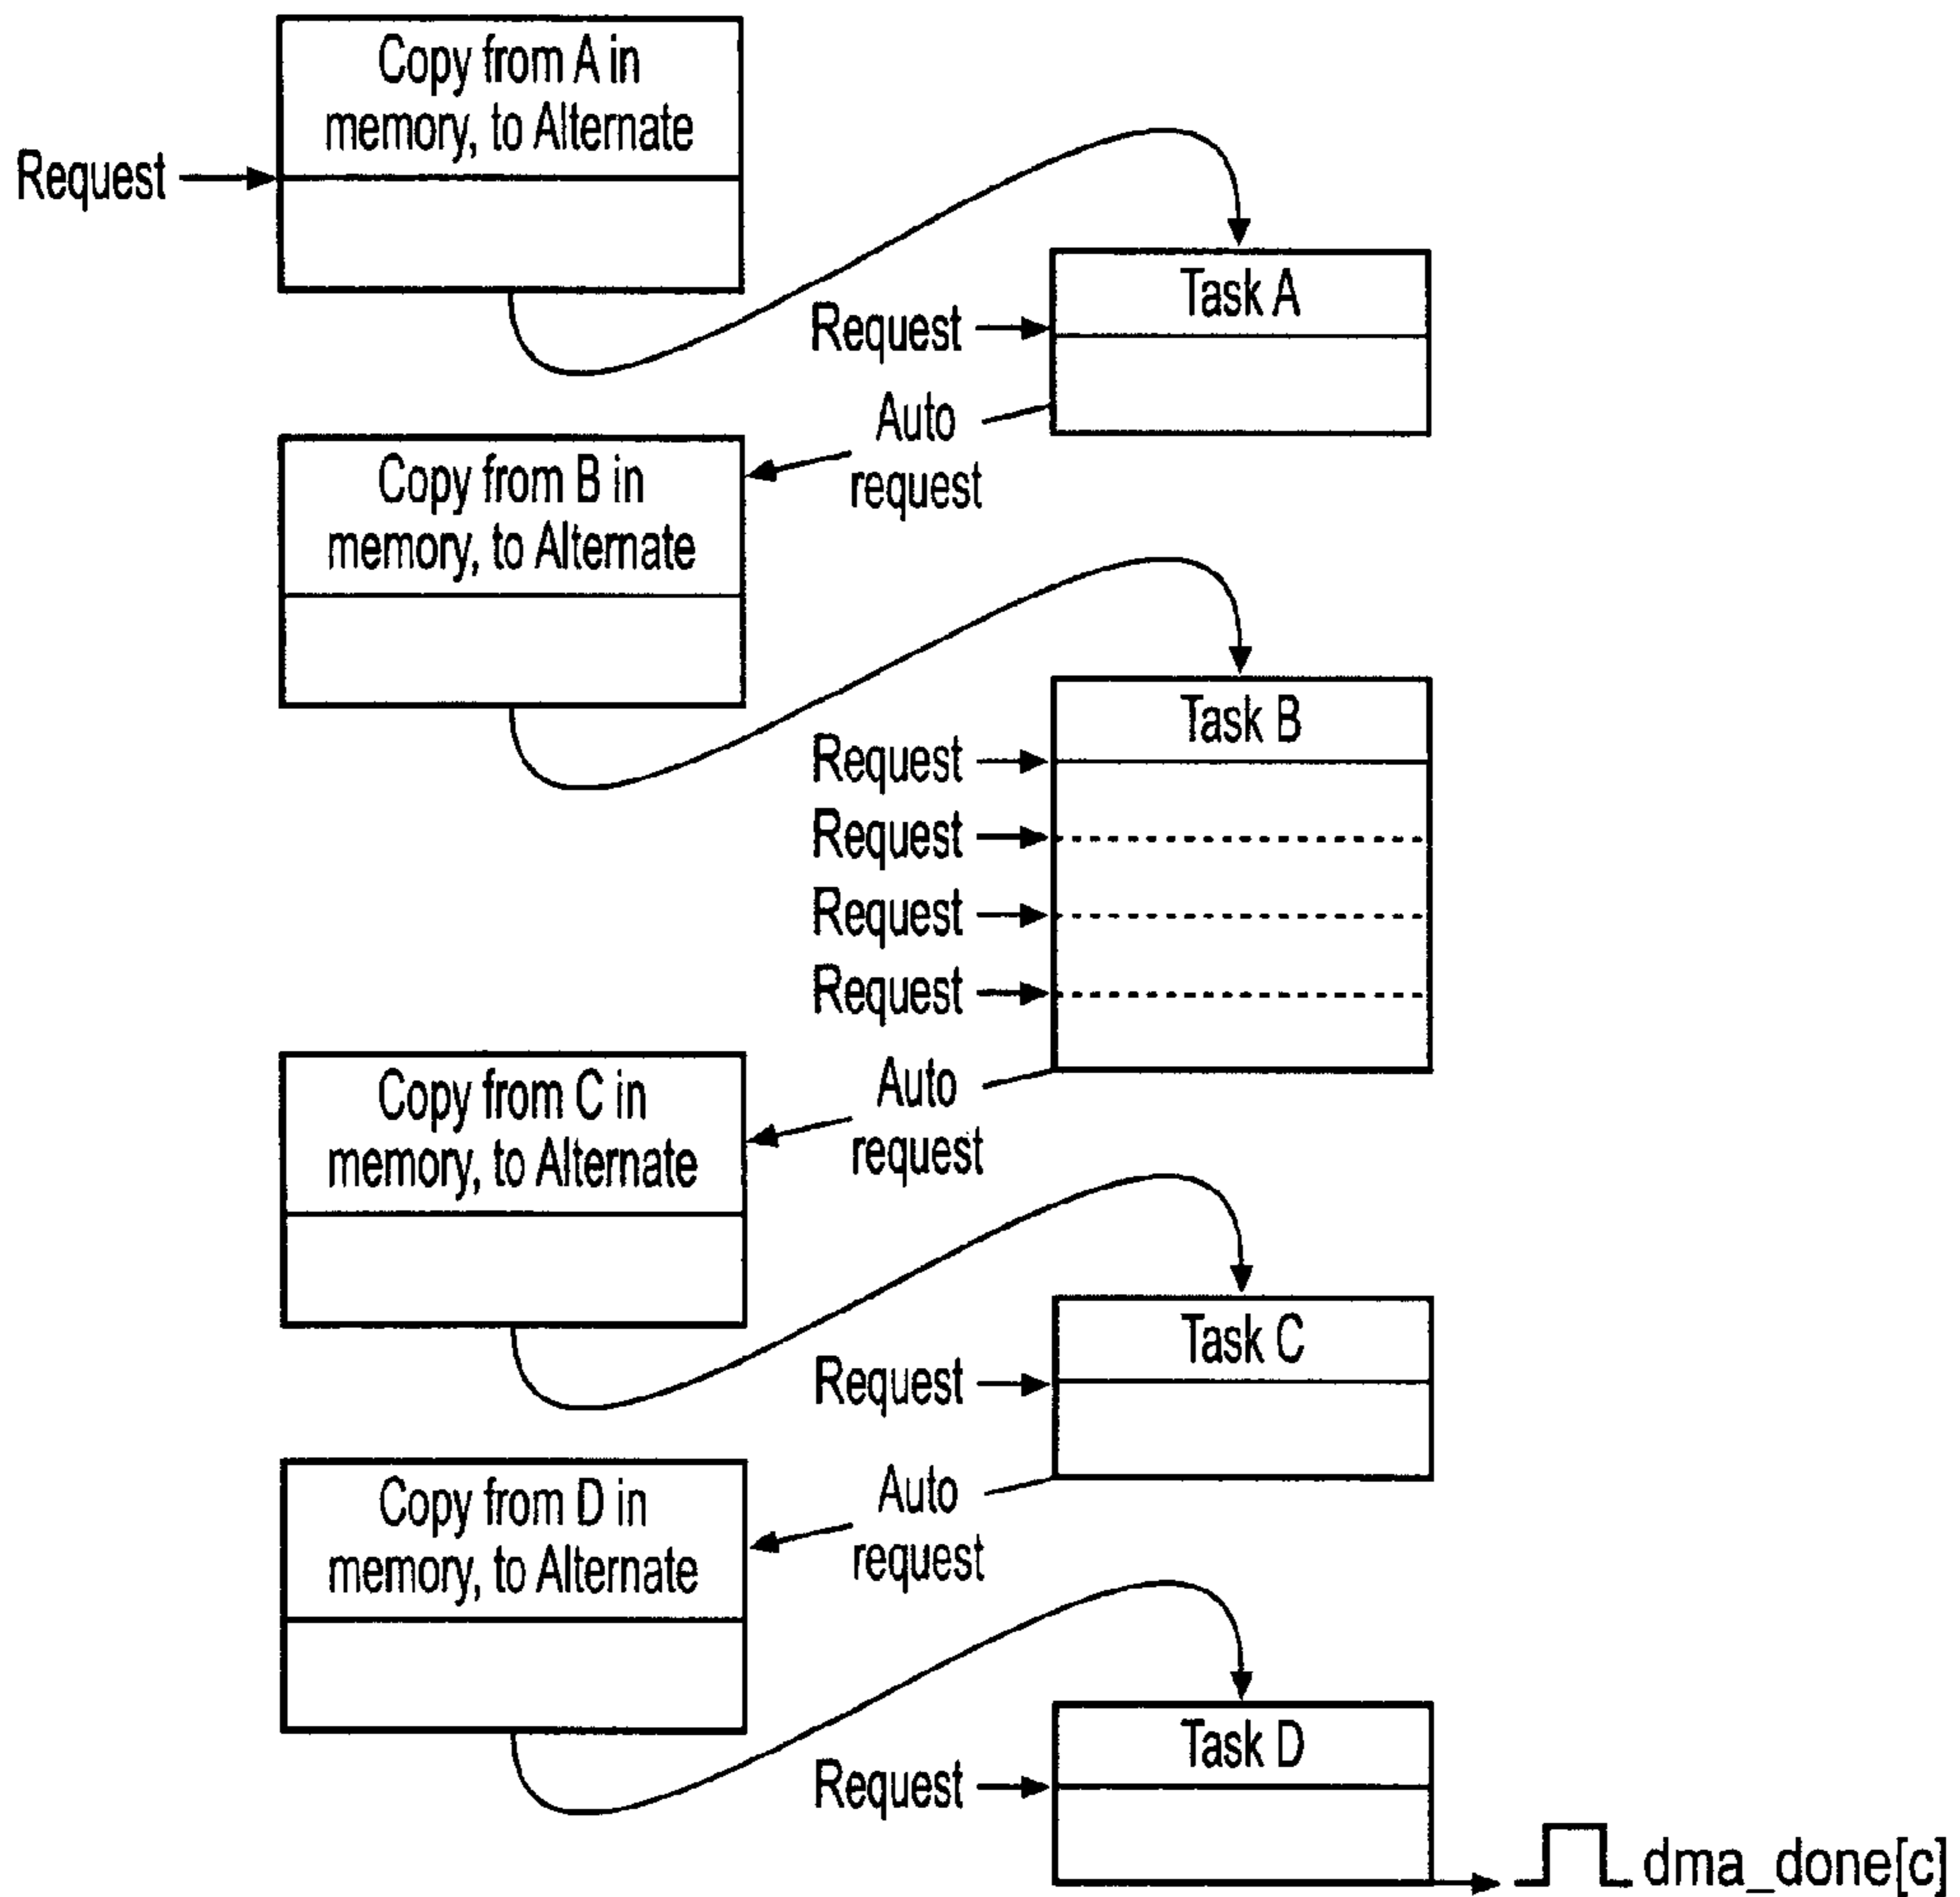 Copy from A in
memory, to Alternate
Request
Task A
Request
Auto
request
Copy from B in
memory, to Alternate
Task B
Request
Request
Request
Request
Auto
request
Copy from C in
memory, to Alternate
Task C
Request
Auto
request
Copy from D in
memory, to Alternate
Task D
Request
dma_done[c]